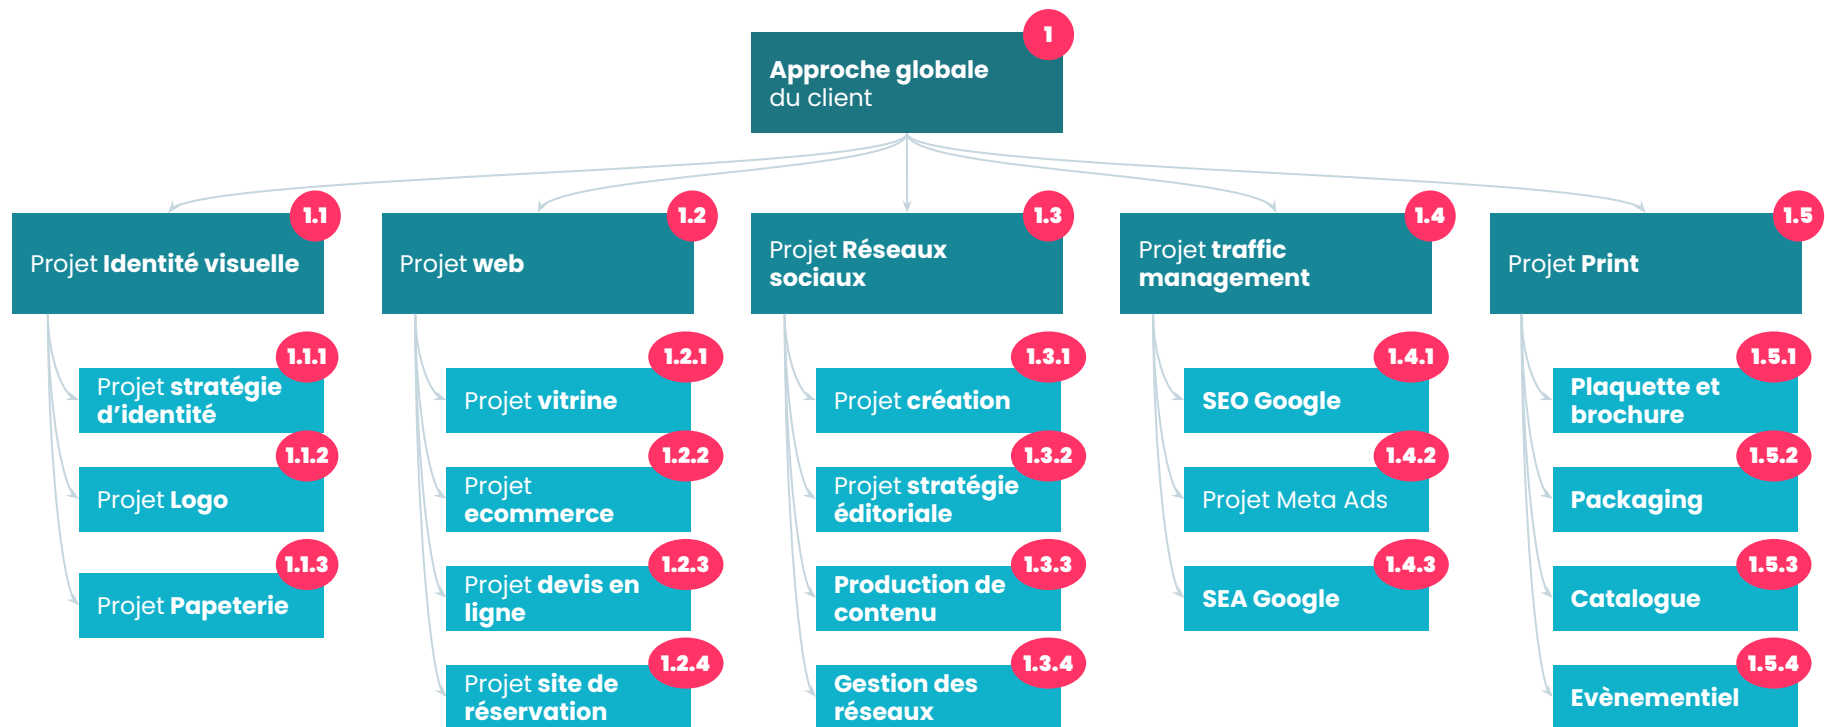 1
Approche globale
du client
1.1
Projet Identité visuelle
1.1.1
Projet stratégie
d’identité
1.1.2
Projet Logo
1.1.3
Projet Papeterie
1.2
Projet web
1.2.1
Projet vitrine
1.2.2
Projet
ecommerce
1.2.3
Projet devis en
ligne
1.2.4
Projet site de
réservation
1.3
Projet Réseaux
sociaux
1.3.1
Projet création
1.3.2
Projet stratégie
éditoriale
1.3.3
Production de
contenu
1.3.4
Gestion des
réseaux
1.4
Projet traffic
management
1.4.1
SEO Google
1.4.2
Projet Meta Ads
1.4.3
SEA Google
1.5
Projet Print
1.5.1
Plaquette et
brochure
1.5.2
Packaging
1.5.3
Catalogue
1.5.4
Evènementiel